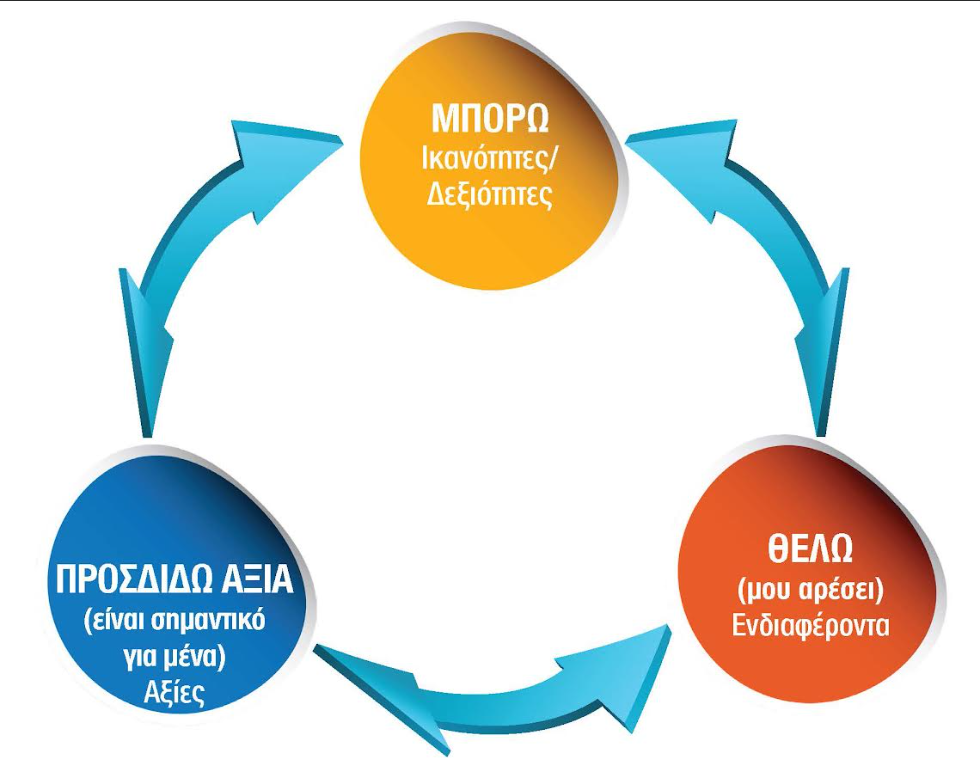 ΜΠΟΡΩ
Ικανότητες/
Δεξιότητες
ΠΡΟΣΔΙΔΩ ΑΞΙΑ
(είναι σημαντικό
για μένα)
Αξίες
ΘΕΛΩ
(μου αρέσει)
Ενδιαφέροντα